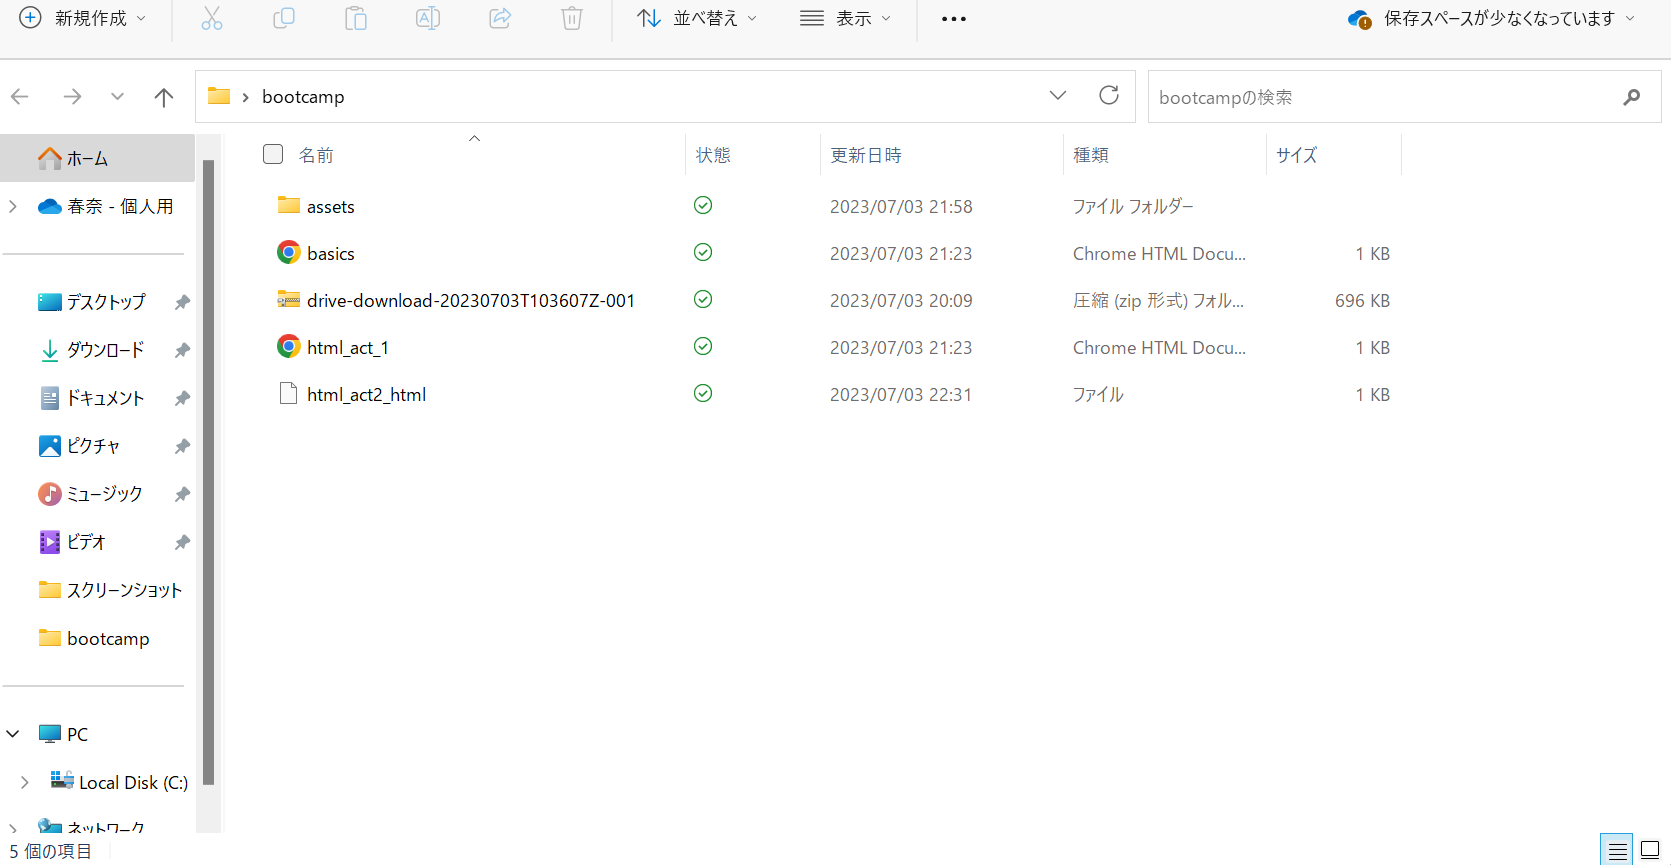 新規作成 並べ替え 表示 保存スペースが少なくなっています
bootcamp bootcampの検索
ホーム
春奈 - 個人用
デスクトップ
ダウンロード
ドキュメント
ピクチャ
ミュージック
ビデオ
スクリーンショット
bootcamp
PC
Local Disk (C:)
ネットワーク
名前 状態 更新日時 種類 サイズ
assets 2023/07/03 21:58 ファイル フォルダー
basics 2023/07/03 21:23 Chrome HTML Docu... 1 KB
drive-download-20230703T103607Z-001 2023/07/03 20:09 圧縮 (zip 形式) フォル... 696 KB
html_act_1 2023/07/03 21:23 Chrome HTML Docu... 1 KB
html_act2_html 2023/07/03 22:31 ファイル 1 KB
5 個の項目